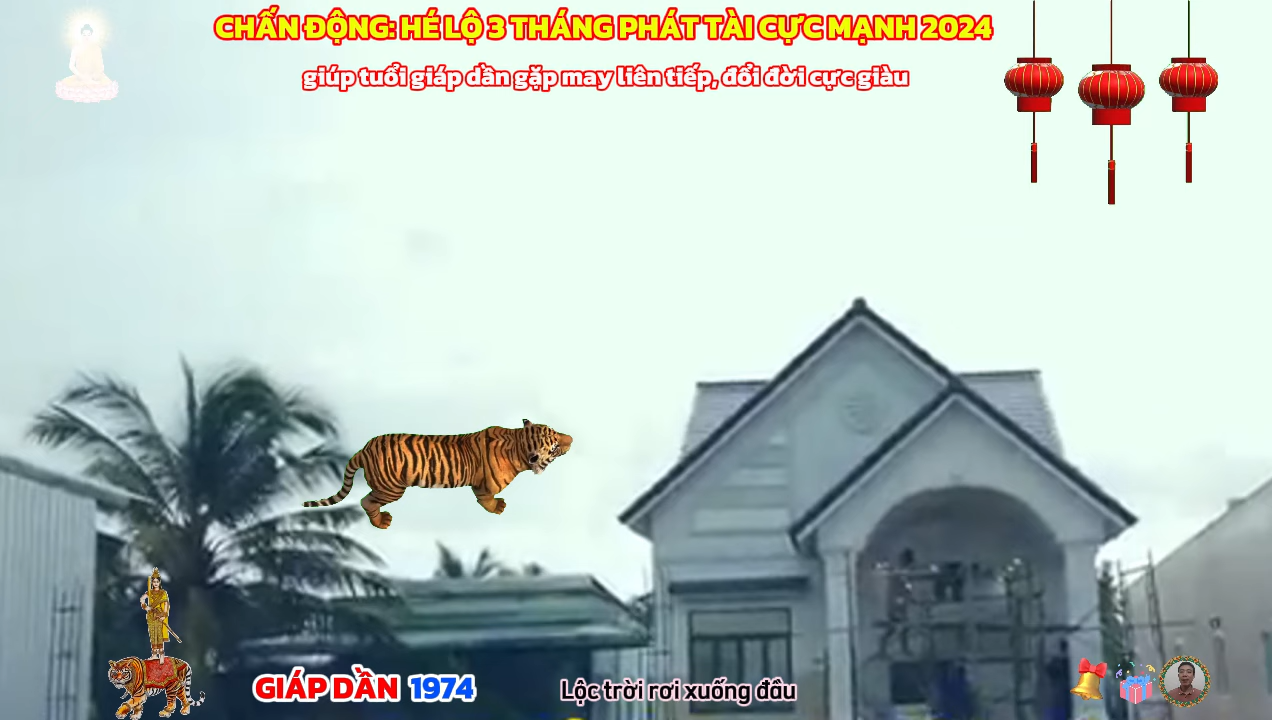 CHẤN ĐỘNG: HÉ LỘ 3 THÁNG PHÁT TÀI CỰC MẠNH 2024
giúp tuổi giáp dần gặp may liên tiếp, đổi đời cực giàu
GIÁP DẦN 1974
Lộc trời rơi xuống đầu